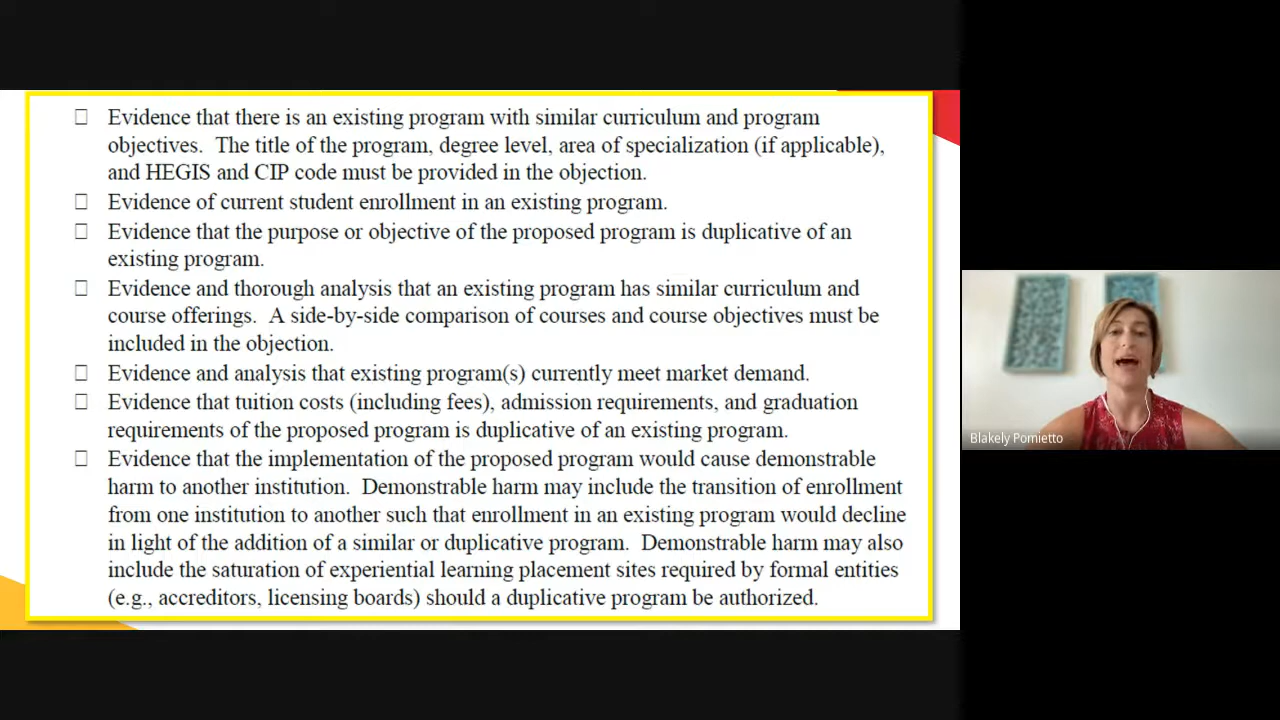 ☐ Evidence that there is an existing program with similar curriculum and program
objectives. The title of the program, degree level, area of specialization (if applicable),
and HEGIS and CIP code must be provided in the objection.
☐ Evidence of current student enrollment in an existing program.
☐ Evidence that the purpose or objective of the proposed program is duplicative of an
existing program.
☐ Evidence and thorough analysis that an existing program has similar curriculum and
course offerings. A side-by-side comparison of courses and course objectives must be
included in the objection.
☐ Evidence and analysis that existing program(s) currently meet market demand.
☐ Evidence that tuition costs (including fees), admission requirements, and graduation
requirements of the proposed program is duplicative of an existing program.
☐ Evidence that the implementation of the proposed program would cause demonstrable
harm to another institution. Demonstrable harm may include the transition of enrollment
from one institution to another such that enrollment in an existing program would decline
in light of the addition of a similar or duplicative program. Demonstrable harm may also
include the saturation of experiential learning placement sites required by formal entities
(e.g., accreditors, licensing boards) should a duplicative program be authorized.
Blakely Pomietto